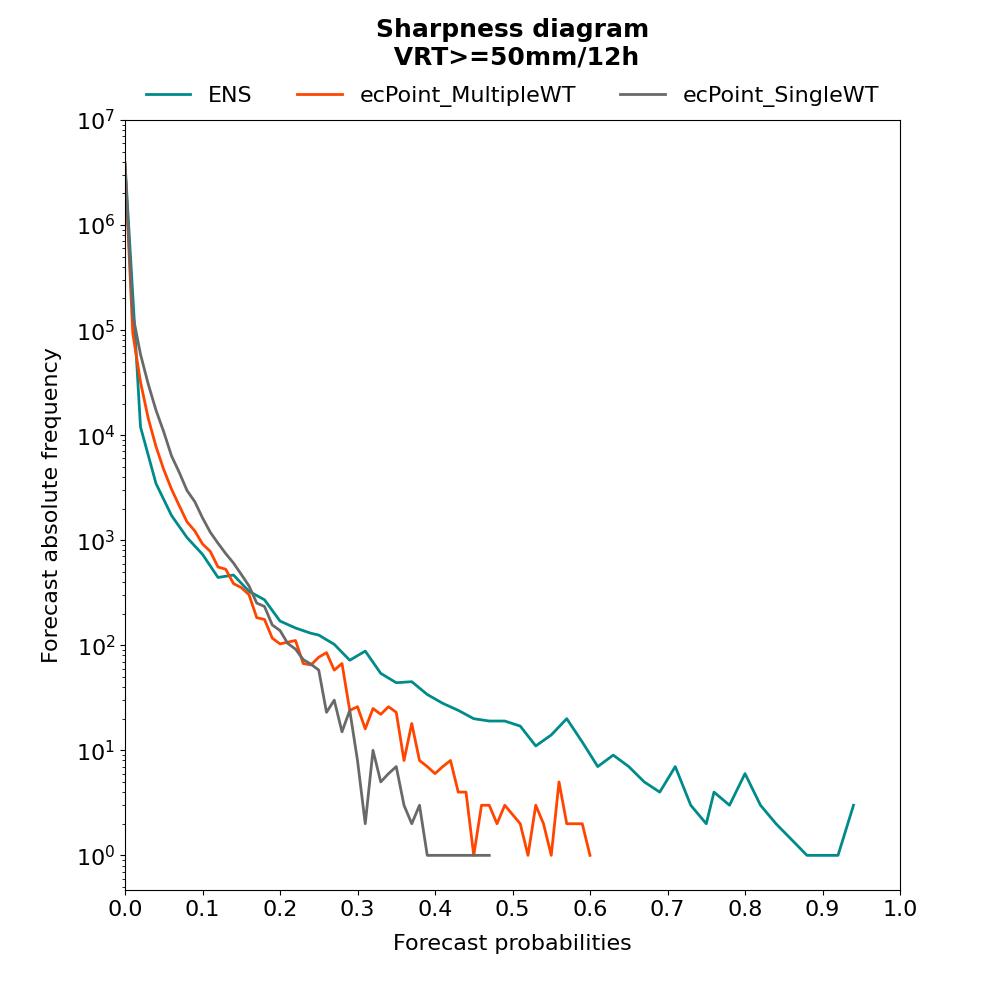 Sharpness diagram
VRT>=50mm/12h
ENS ecPoint_MultipleWT ecPoint_SingleWT
10^7
10^6
10^5
10^4
10^3
10^2
10^1
10^0
Forecast absolute frequency
0.0 0.1 0.2 0.3 0.4 0.5 0.6 0.7 0.8 0.9 1.0
Forecast probabilities